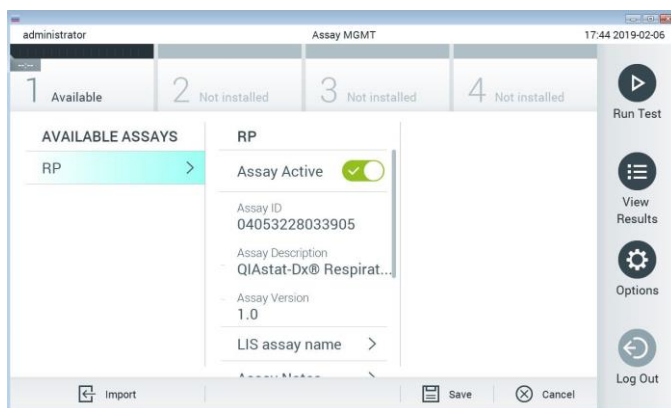 administrator Assay MGMT 17:44 2019-02-06
1 Available 2 Not installed 3 Not installed 4 Not installed
Run Test
AVAILABLE ASSAYS
RP
RP
Assay Active
Assay ID
04053228033905
Assay Description
QIAstat-Dx® Respirat...
Assay Version
1.0
LIS assay name
Assay Notes
View
Results
Options
Log Out
Import Save Cancel